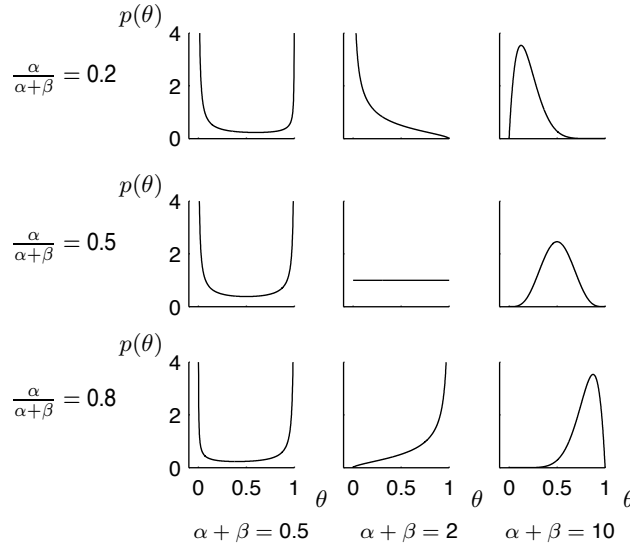 p(θ)
4
2
0
α/(α+β) = 0.2
p(θ)
4
2
0
α/(α+β) = 0.5
p(θ)
4
2
0
α/(α+β) = 0.8
0 0.5 1 θ 0 0.5 1 θ 0 0.5 1 θ
α + β = 0.5 α + β = 2 α + β = 10